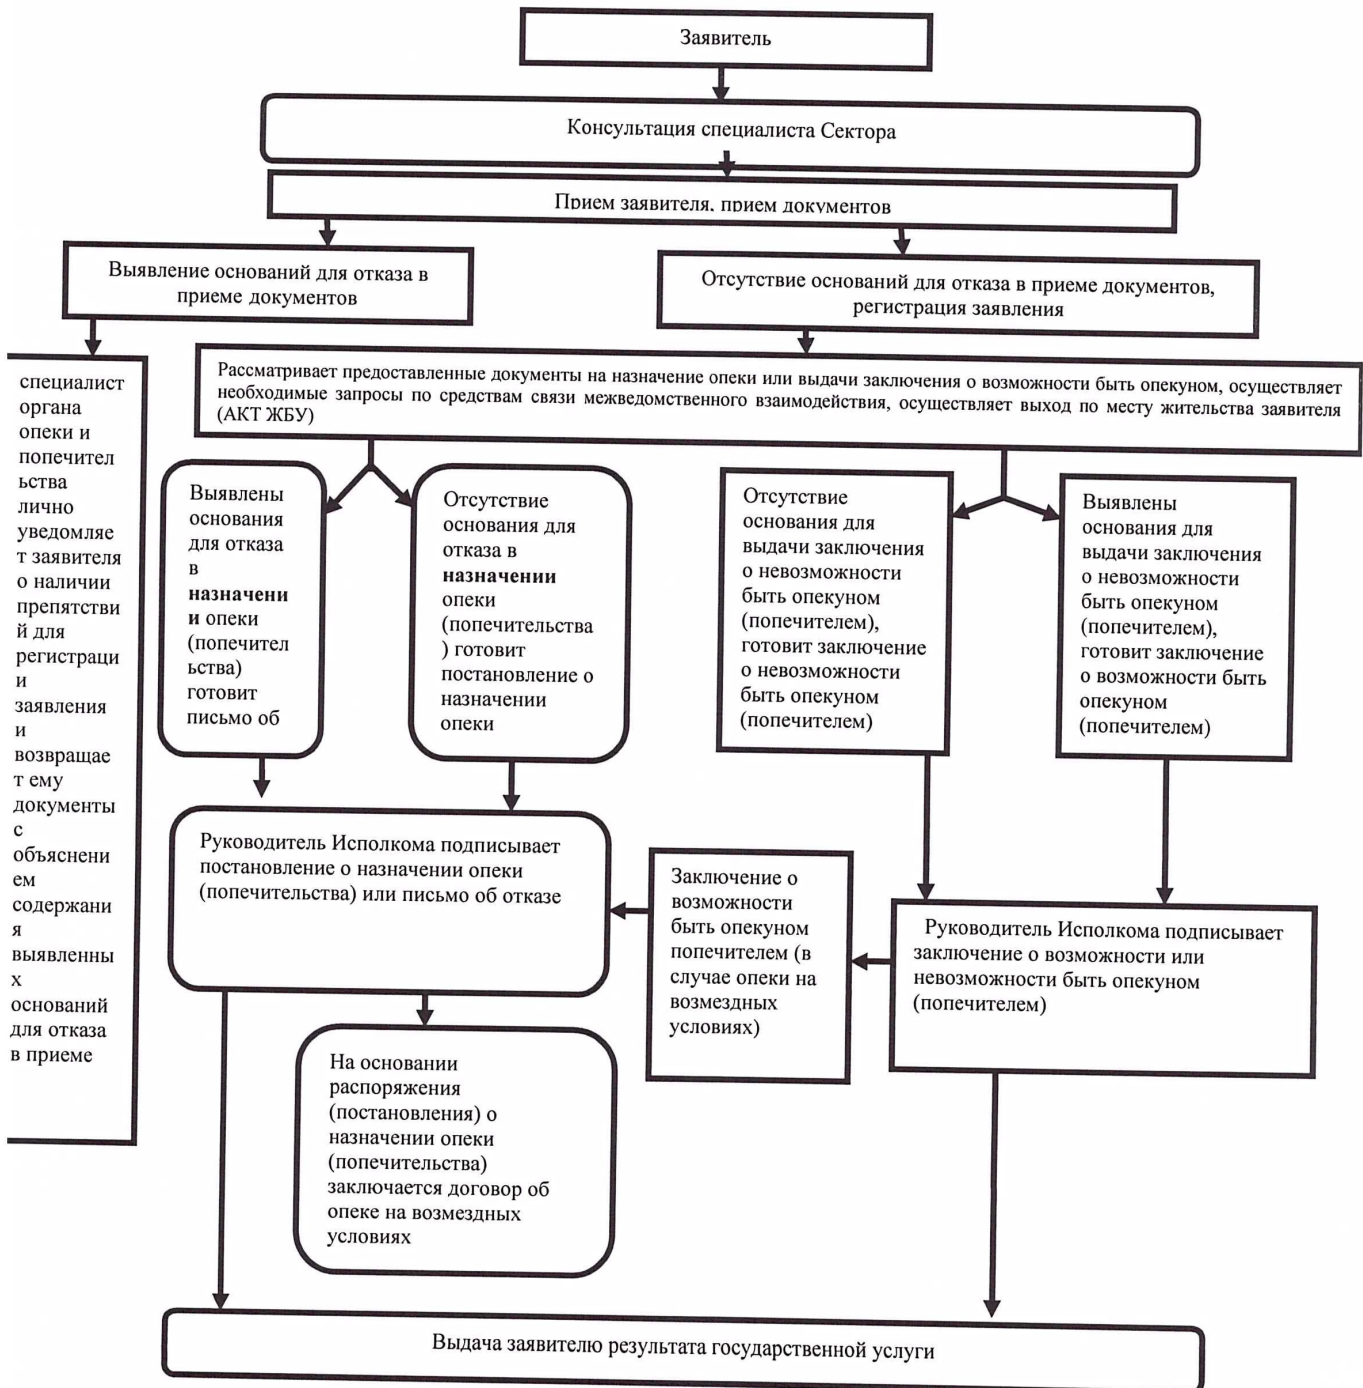 Заявитель
Консультация специалиста Сектора
Прием заявителя, прием документов
Выявление оснований для отказа в
приеме документов
Отсутствие оснований для отказа в приеме документов,
регистрация заявления
специалист
органа
опеки и
попечител
ьства
лично
уведомляе
т заявителя
о наличии
препятстви
й для
регистраци
и
заявления
и
возвращае
т ему
документы
с
объяснени
ем
содержани
я
выявленны
х
оснований
для отказа
в приеме
Рассматривает предоставленные документы на назначение опеки или выдачи заключения о возможности быть опекуном, осуществляет
необходимые запросы по средствам связи межведомственного взаимодействия, осуществляет выход по месту жительства заявителя
(АКТ ЖБУ)
Выявлены
основания
для отказа
в
назначени
и опеки
(попечител
ьства)
готовит
письмо об
Отсутствие
основания для
отказа в
назначении
опеки
(попечительства
) готовит
постановление о
назначении
опеки
Отсутствие
основания для
выдачи заключения
о невозможности
быть опекуном
(попечителем),
готовит заключение
о невозможности
быть опекуном
(попечителем)
Выявлены
основания для
выдачи заключения
о невозможности
быть опекуном
(попечителем),
готовит заключение
о возможности быть
опекуном
(попечителем)
Руководитель Исполкома подписывает
постановление о назначении опеки
(попечительства) или письмо об отказе
Заключение о
возможности
быть опекуном
попечителем (в
случае опеки на
возмездных
условиях)
Руководитель Исполкома подписывает
заключение о возможности или
невозможности быть опекуном
(попечителем)
На основании
распоряжения
(постановления) о
назначении опеки
(попечительства)
заключается договор об
опеке на возмездных
условиях
Выдача заявителю результата государственной услуги